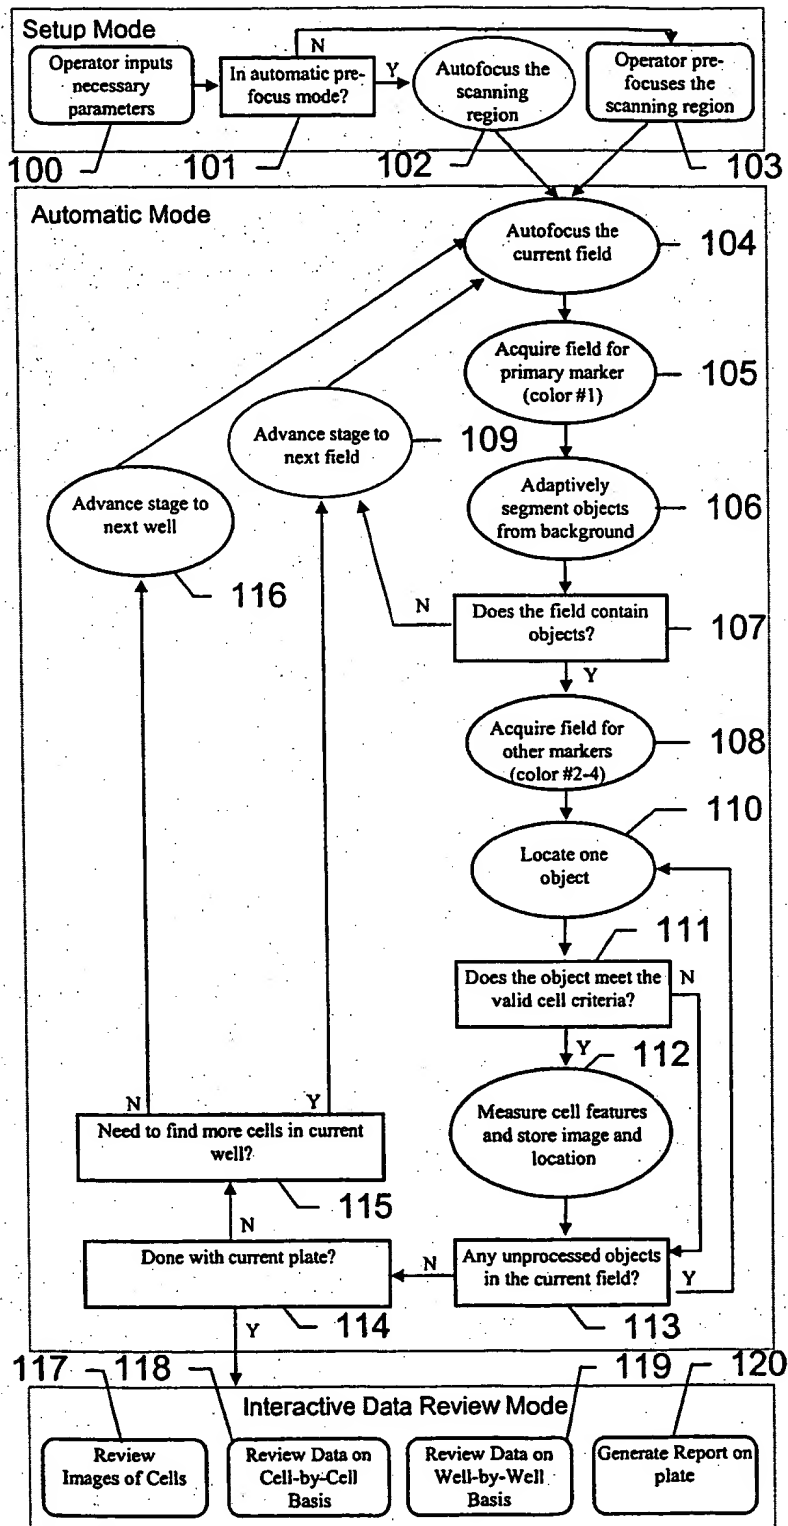 Setup Mode
N
Operator inputs
necessary
parameters
In automatic pre-
focus mode?
Y
Autofocus the
scanning
region
Operator pre-
focuses the
scanning region
100
101
102
103
Automatic Mode
Autofocus the
current field
104
Acquire field for
primary marker
(color #1)
105
Advance stage to
next field
109
Advance stage to
next well
116
Adaptively
segment objects
from background
106
N
Does the field contain
objects?
107
Y
Acquire field for
other markers
(color #2-4)
108
110
Locate one
object
111
Does the object meet the
valid cell criteria?
N
Y
112
Measure cell features
and store image and
location
N
Y
Need to find more cells in current
well?
115
N
Done with current plate?
N
Any unprocessed objects
in the current field?
Y
114
113
Y
117
118
119
120
Interactive Data Review Mode
Review
Images of Cells
Review Data on
Cell-by-Cell
Basis
Review Data on
Well-by-Well
Basis
Generate Report on
plate